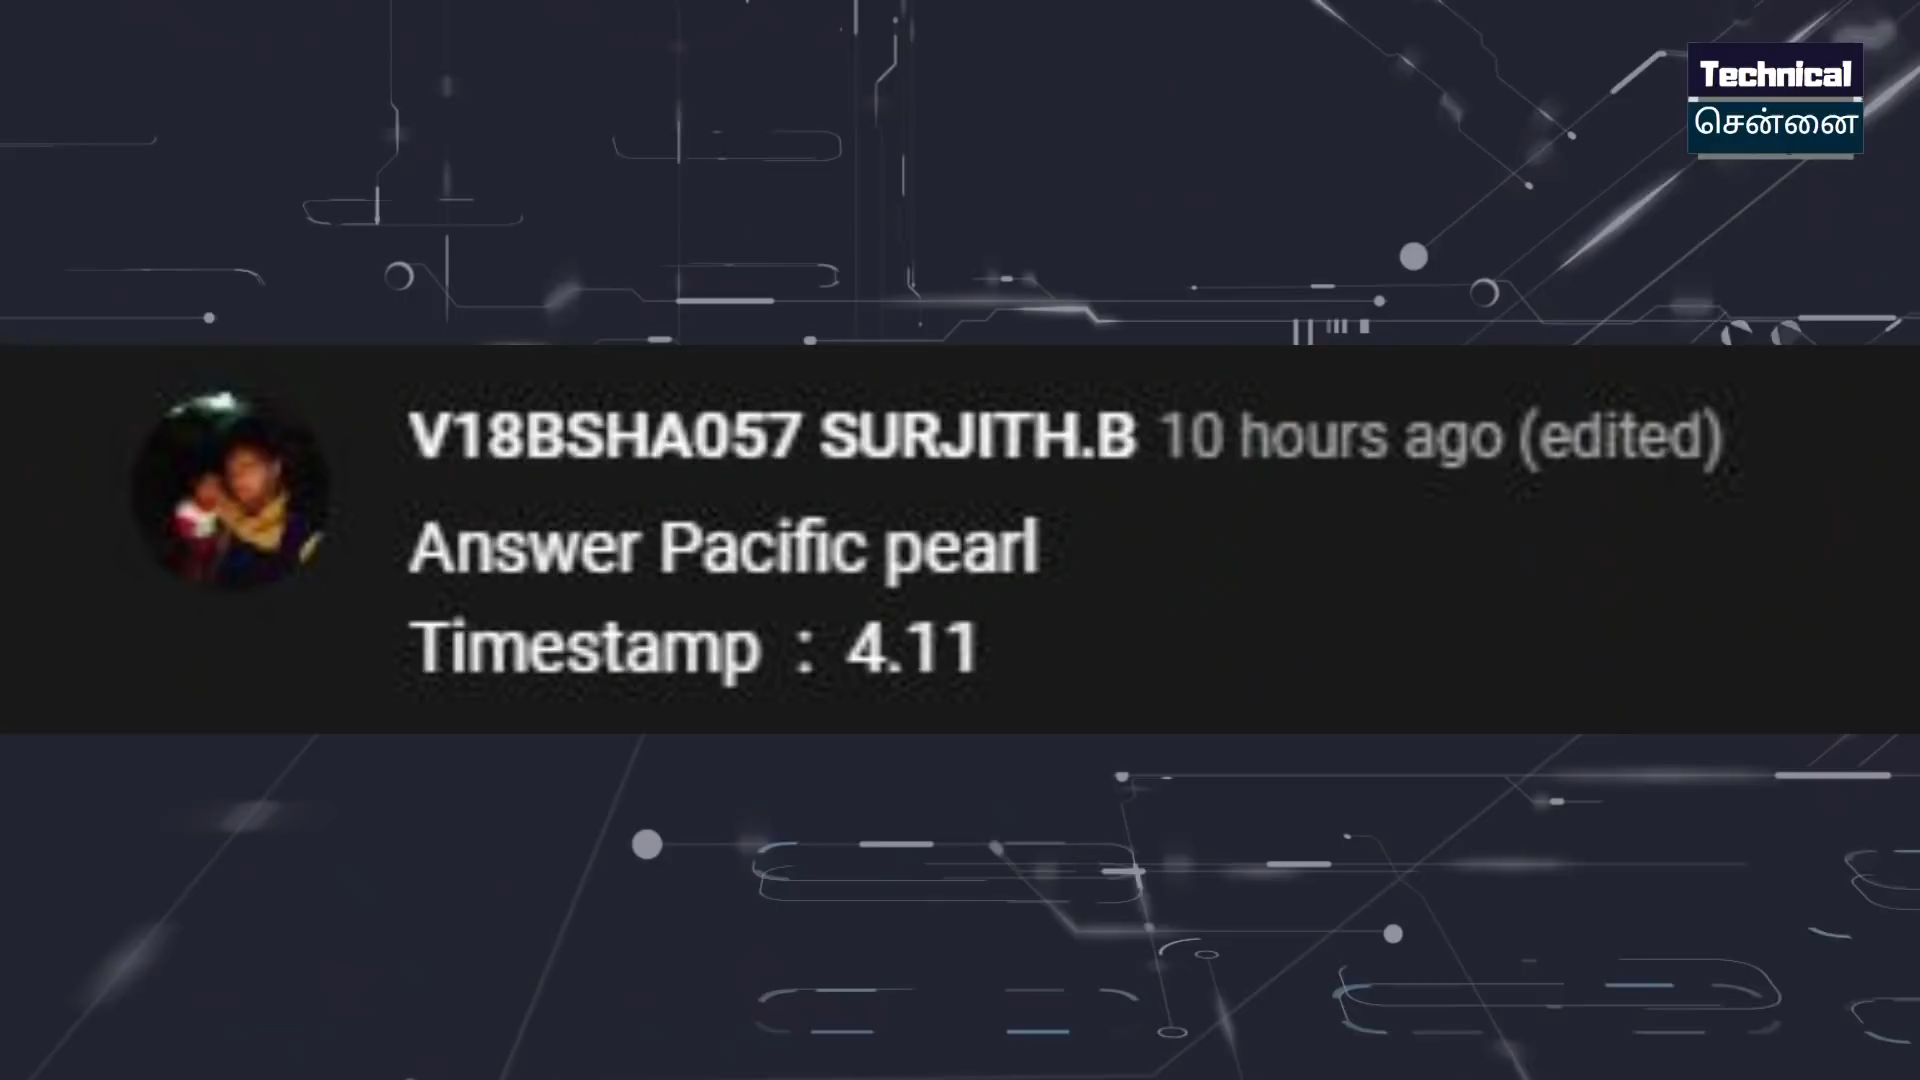 Technical
சென்னை
V18BSHA057 SURJITH.B 10 hours ago (edited)
Answer Pacific pearl
Timestamp : 4.11